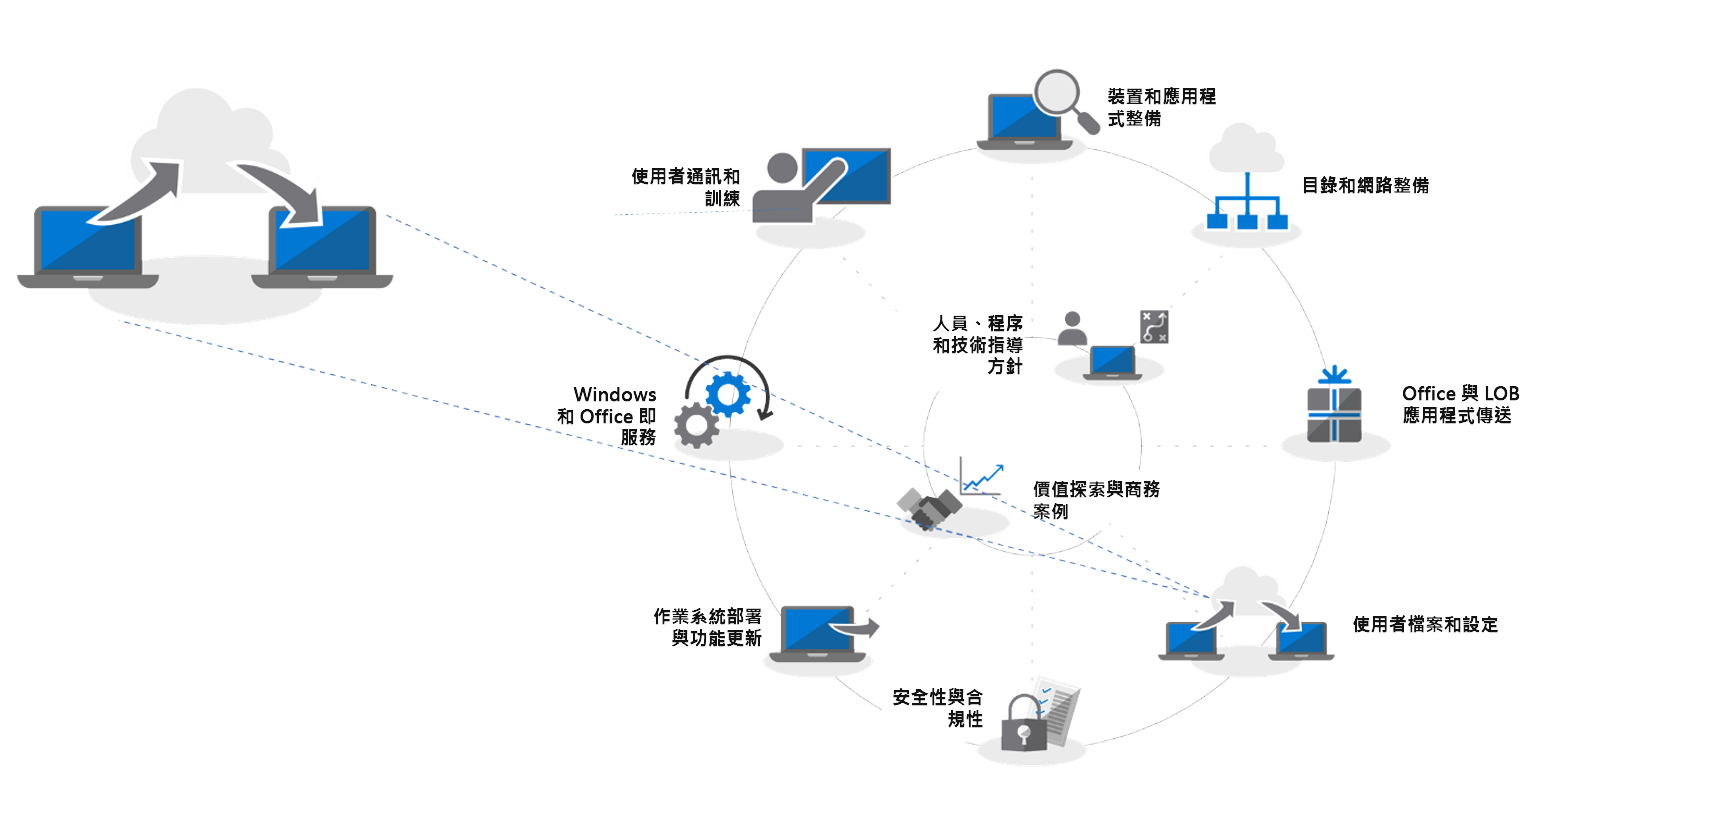 裝置和應用程
式整備
目錄和網路整備
使用者通訊和
訓練
人員、程序
和技術指導
方針
Windows
和 Office 即
服務
Office 與 LOB
應用程式傳送
價值探索與商務
案例
作業系統部署
與功能更新
使用者檔案和設定
安全性與合
規性